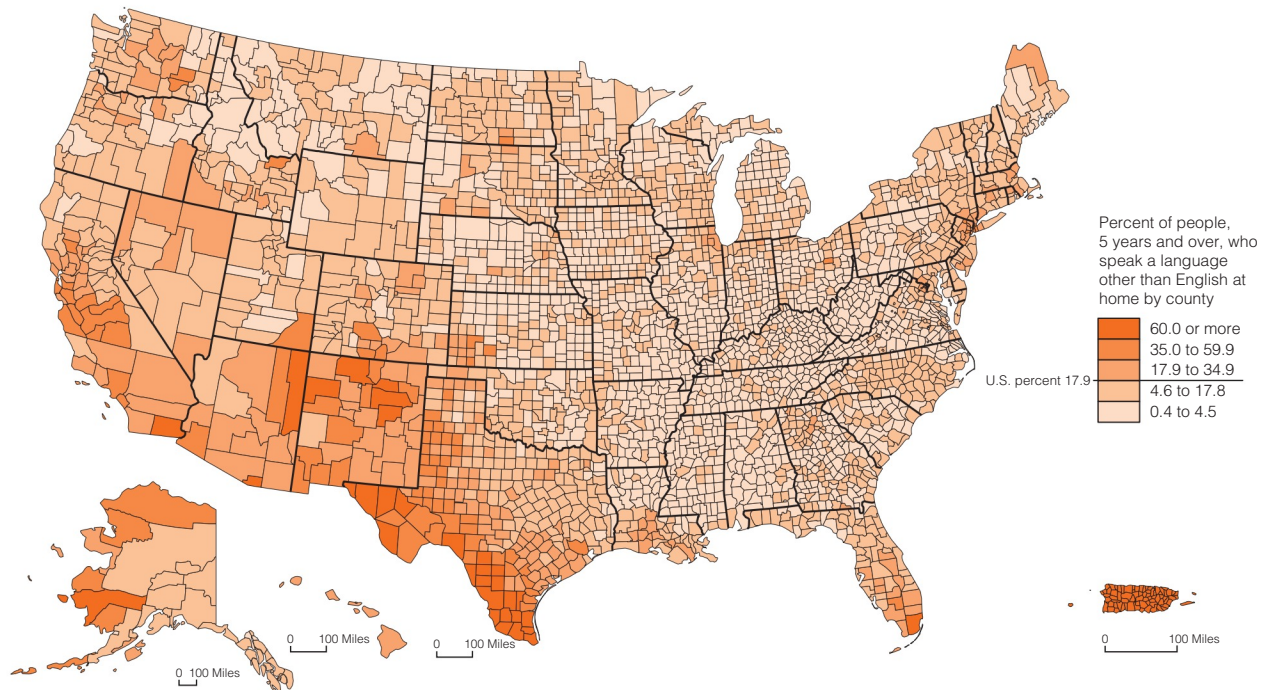 Percent of people,
5 years and over, who
speak a language
other than English at
home by county
60.0 or more
35.0 to 59.9
17.9 to 34.9
U.S. percent 17.9
4.6 to 17.8
0.4 to 4.5
0 100 Miles
0 100 Miles
0 100 Miles
0 100 Miles